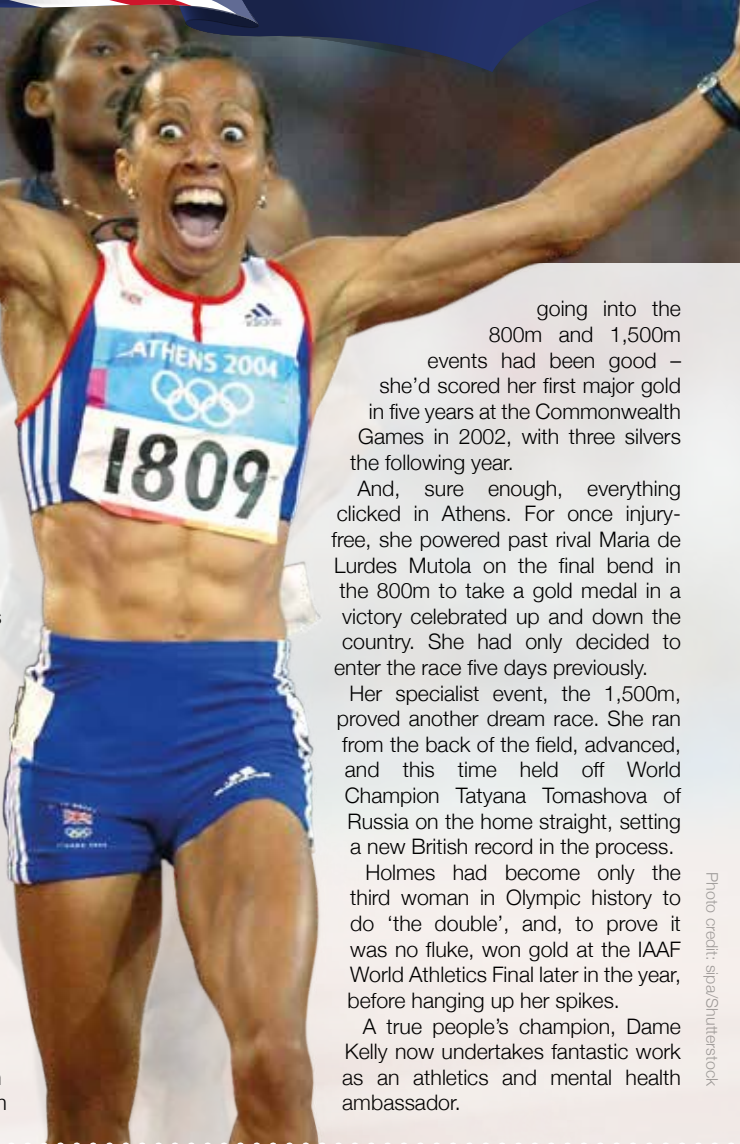 adidas
ATHENS 2004
1809
going into the
800m and 1,500m
events had been good –
she’d scored her first major gold
in five years at the Commonwealth
Games in 2002, with three silvers
the following year.
And, sure enough, everything
clicked in Athens. For once injury-
free, she powered past rival Maria de
Lurdes Mutola on the final bend in
the 800m to take a gold medal in a
victory celebrated up and down the
country. She had only decided to
enter the race five days previously.
Her specialist event, the 1,500m,
proved another dream race. She ran
from the back of the field, advanced,
and this time held off World
Champion Tatyana Tomashova of
Russia on the home straight, setting
a new British record in the process.
Holmes had become only the
third woman in Olympic history to
do ‘the double’, and, to prove it
was no fluke, won gold at the IAAF
World Athletics Final later in the year,
before hanging up her spikes.
A true people’s champion, Dame
Kelly now undertakes fantastic work
as an athletics and mental health
ambassador.
Photo credit: sipa/Shutterstock